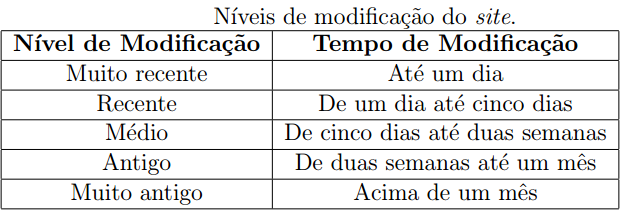 Níveis de modificação do site.
Nível de Modificação Tempo de Modificação
Muito recente Até um dia
Recente De um dia até cinco dias
Médio De cinco dias até duas semanas
Antigo De duas semanas até um mês
Muito antigo Acima de um mês